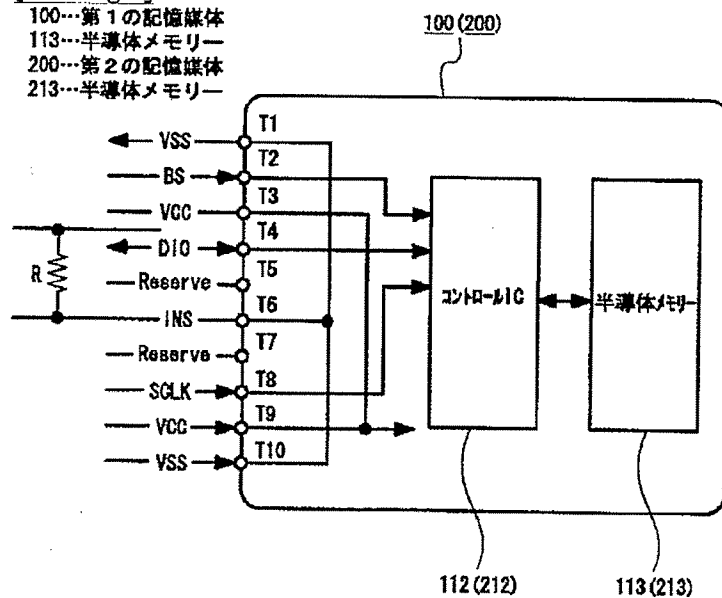 100…第1の記憶媒体
113…半導体メモリー
200…第2の記憶媒体
213…半導体メモリー
100(200)
T1
VSS
T2
BS
T3
VCC
T4
DIO
T5
R
Reserve
T6
INS
T7
Reserve
T8
SCLK
T9
VCC
T10
VSS
コントロールIC
半導体メモリー
112(212)
113(213)